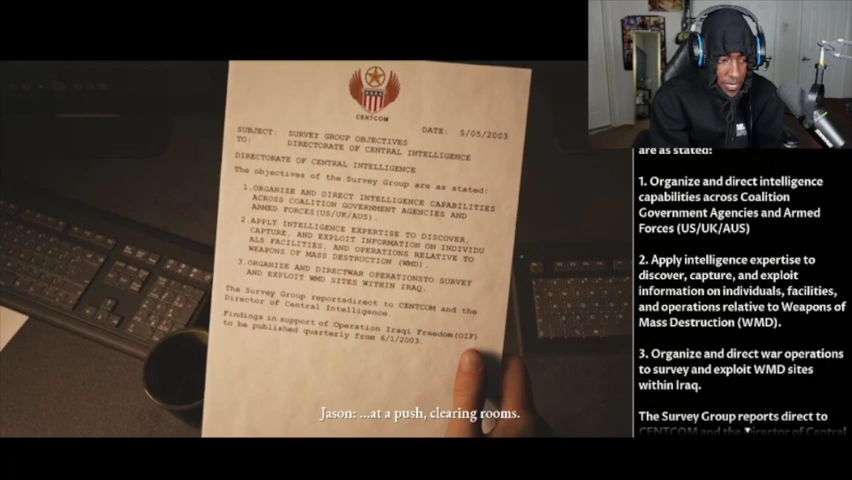 CENTCOM
DATE: 5/05/2003
SUBJECT: SURVEY GROUP OBJECTIVES
TO: DIRECTORATE OF CENTRAL INTELLIGENCE
DIRECTORATE OF CENTRAL INTELLIGENCE
The objectives of the Survey Group are as stated:
1.ORGANIZE AND DIRECT INTELLIGENCE CAPABILITIES
ACROSS COALITION GOVERNMENT AGENCIES AND
ARMED FORCES(US/UK/AUS).
2.APPLY INTELLIGENCE EXPERTISE TO DISCOVER,
CAPTURE, AND EXPLOIT INFORMATION ON INDIVIDU
ALS FACILITIES, AND OPERATIONS RELATIVE TO
WEAPONS OF MASS DESTRUCTION (WMD).
3.ORGANIZE AND DIRECTWAR OPERATIONSTO SURVEY
AND EXPLOIT WMD SITES WITHIN IRAQ.
The Survey Group reportsdirect to CENTCOM and the
Director of Central Intelligence.
Findings in support of Operation Iraqi Freedom(OIF)
to be published quarterly from 6/1/2003.
Jason: ...at a push, clearing rooms.
are as stated:
1. Organize and direct intelligence
capabilities across Coalition
Government Agencies and Armed
Forces (US/UK/AUS)
2. Apply intelligence expertise to
discover, capture, and exploit
information on individuals, facilities,
and operations relative to Weapons of
Mass Destruction (WMD).
3. Organize and direct war operations
to survey and exploit WMD sites
within Iraq.
The Survey Group reports direct to
CENTCOM and the Director of Central